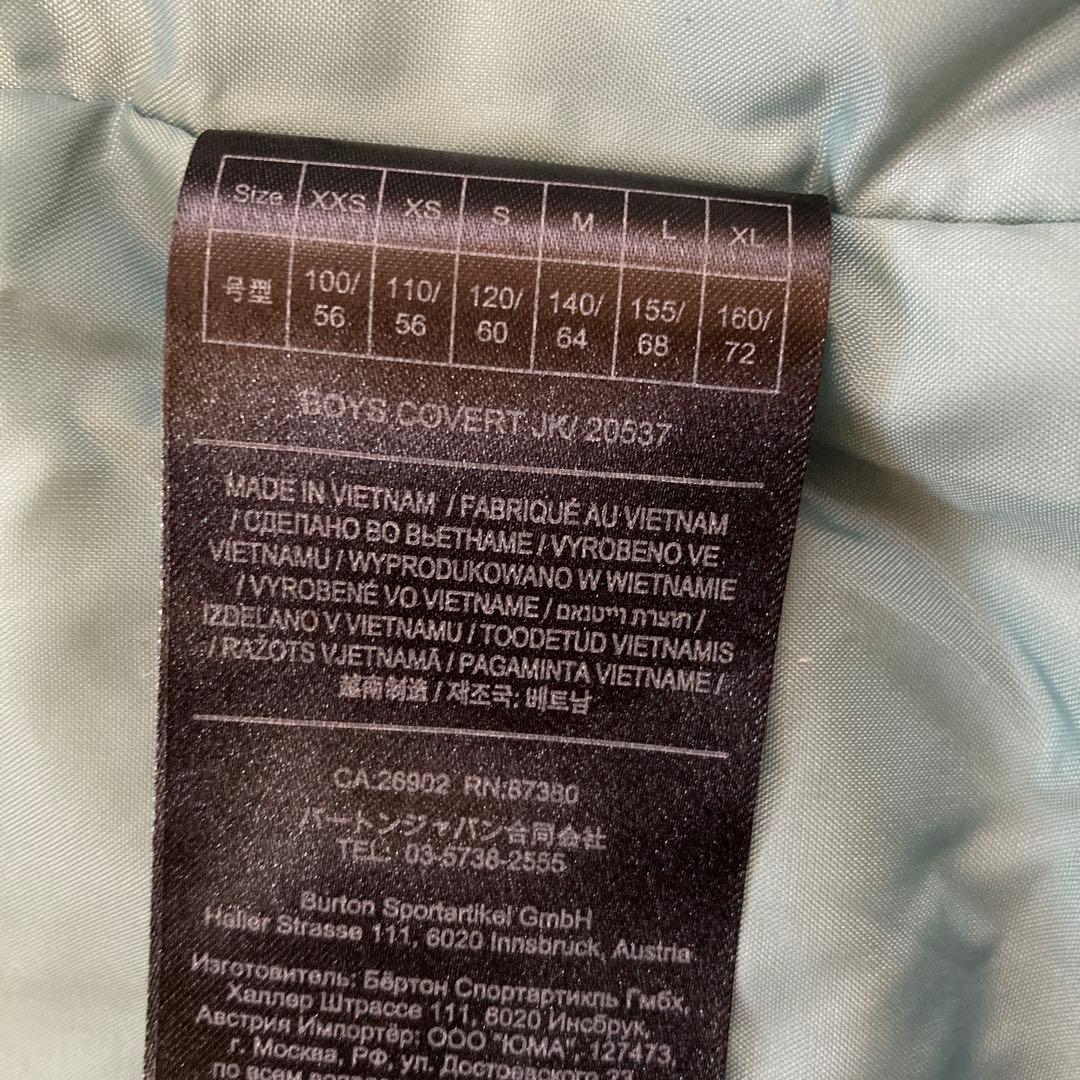 Size XXS XS S M L XL
号型 100/56 110/56 120/60 140/64 155/68 160/72
BOYS COVERT JK/ 20537
MADE IN VIETNAM / FABRIQUÉ AU VIETNAM
/ СДЕЛАНО ВО ВЬЕТНАМЕ / VYROBENO VE
VIETNAMU / WYPRODUKOWANO W WIETNAMIE
/ VYROBENÉ VO VIETNAME / תוצרת וייטנאם /
IZDELANO V VIETNAMU / TOODETUD VIETNAMIS
/ RAŽOTS VJETNAMĀ / PAGAMINTA VIETNAME /
越南制造 / 제조국: 베트남
CA.26902 RN:87380
バートンジャパン合同会社
TEL: 03-5738-2555
Burton Sportartikel GmbH
Haller Strasse 111, 6020 Innsbruck, Austria
Изготовитель: Бёртон Спортартикль Гмбх,
Халлер Штрассе 111, 6020 Инсбрук,
Австрия Импортёр: ООО "ЮМА", 127473,
г. Москва, РФ, ул. Достоевского 23
по всем